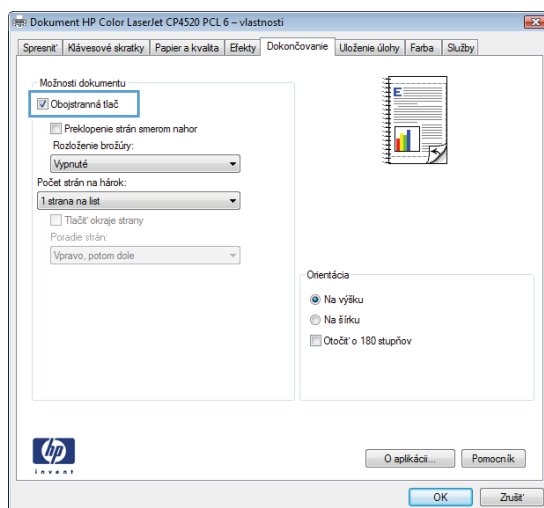 Dokument HP Color LaserJet CP4520 PCL 6 – vlastnosti
Spresniť Klávesové skratky Papier a kvalita Efekty Dokončovanie Uloženie úlohy Farba Služby
Možnosti dokumentu
Obojstranná tlač
Preklopenie strán smerom nahor
Rozloženie brožúry:
Vypnuté
Počet strán na hárok:
1 strana na list
Tlačiť okraje strany
Poradie strán:
Vpravo, potom dole
E
Orientácia
Na výšku
Na šírku
Otočiť o 180 stupňov
hp
invent
O aplikácii... Pomocník
OK Zrušiť